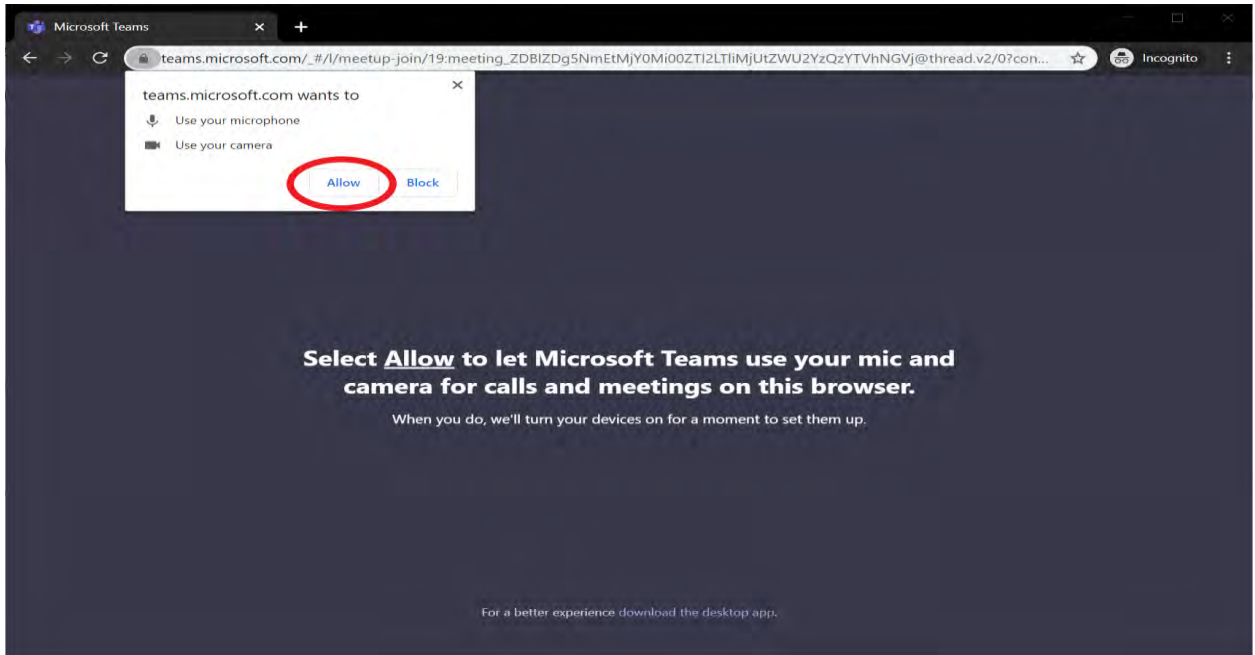 Microsoft Teams
teams.microsoft.com/_#/l/meetup-join/19:meeting_ZDBlZDg5NmEtMjY0Mi00ZTI2LTliMjUtZWU2YzQzYTVhNGVj@thread.v2/0?con... Incognito
teams.microsoft.com wants to
Use your microphone
Use your camera
Allow Block
Select Allow to let Microsoft Teams use your mic and
camera for calls and meetings on this browser.
When you do, we'll turn your devices on for a moment to set them up.
For a better experience download the desktop app.